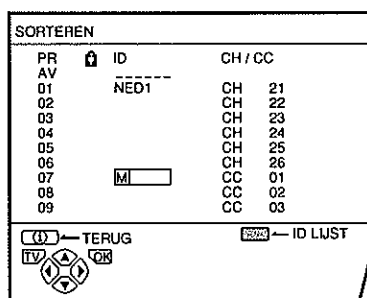 SORTEREN
PR ID CH / CC
AV ------
01 NED1 CH 21
02 CH 22
03 CH 23
04 CH 24
05 CH 25
06 CH 26
07 M CC 01
08 CC 02
09 CC 03
(i) ← TERUG ← ID LIJST
TV OK